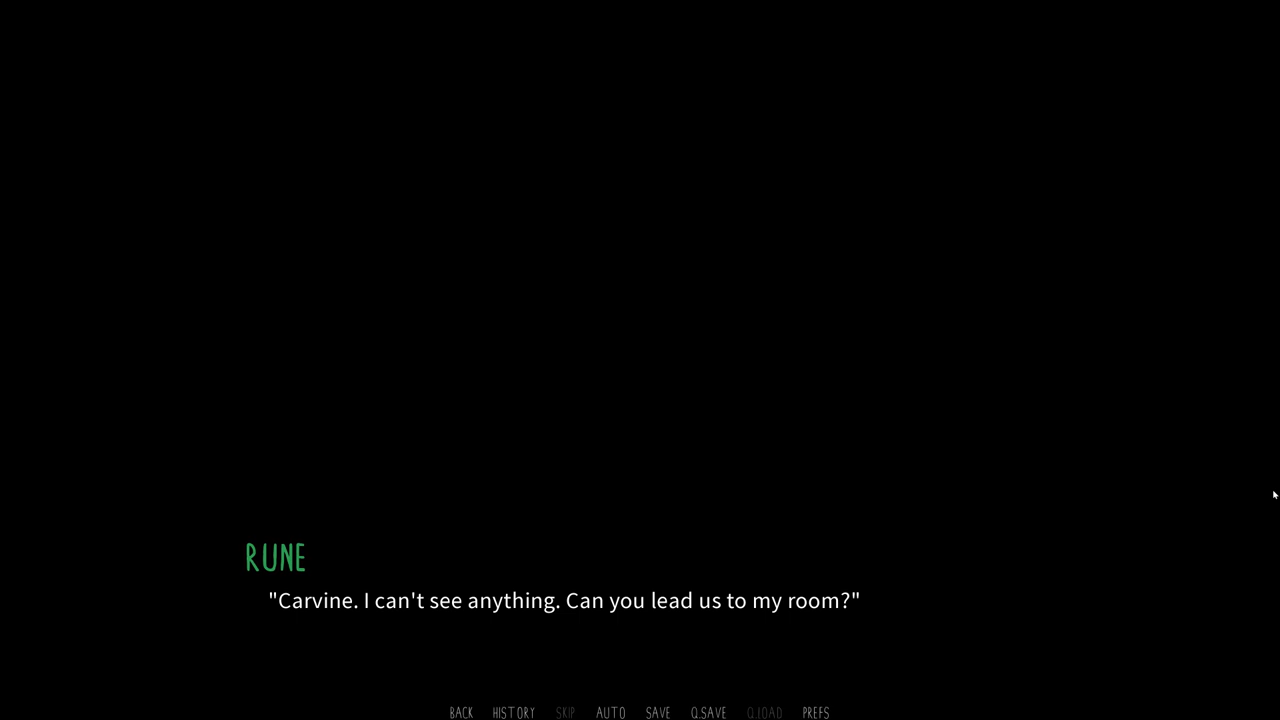 RUNE
"Carvine. I can't see anything. Can you lead us to my room?"
BACK HISTORY SKIP AUTO SAVE Q.SAVE Q.LOAD PREFS